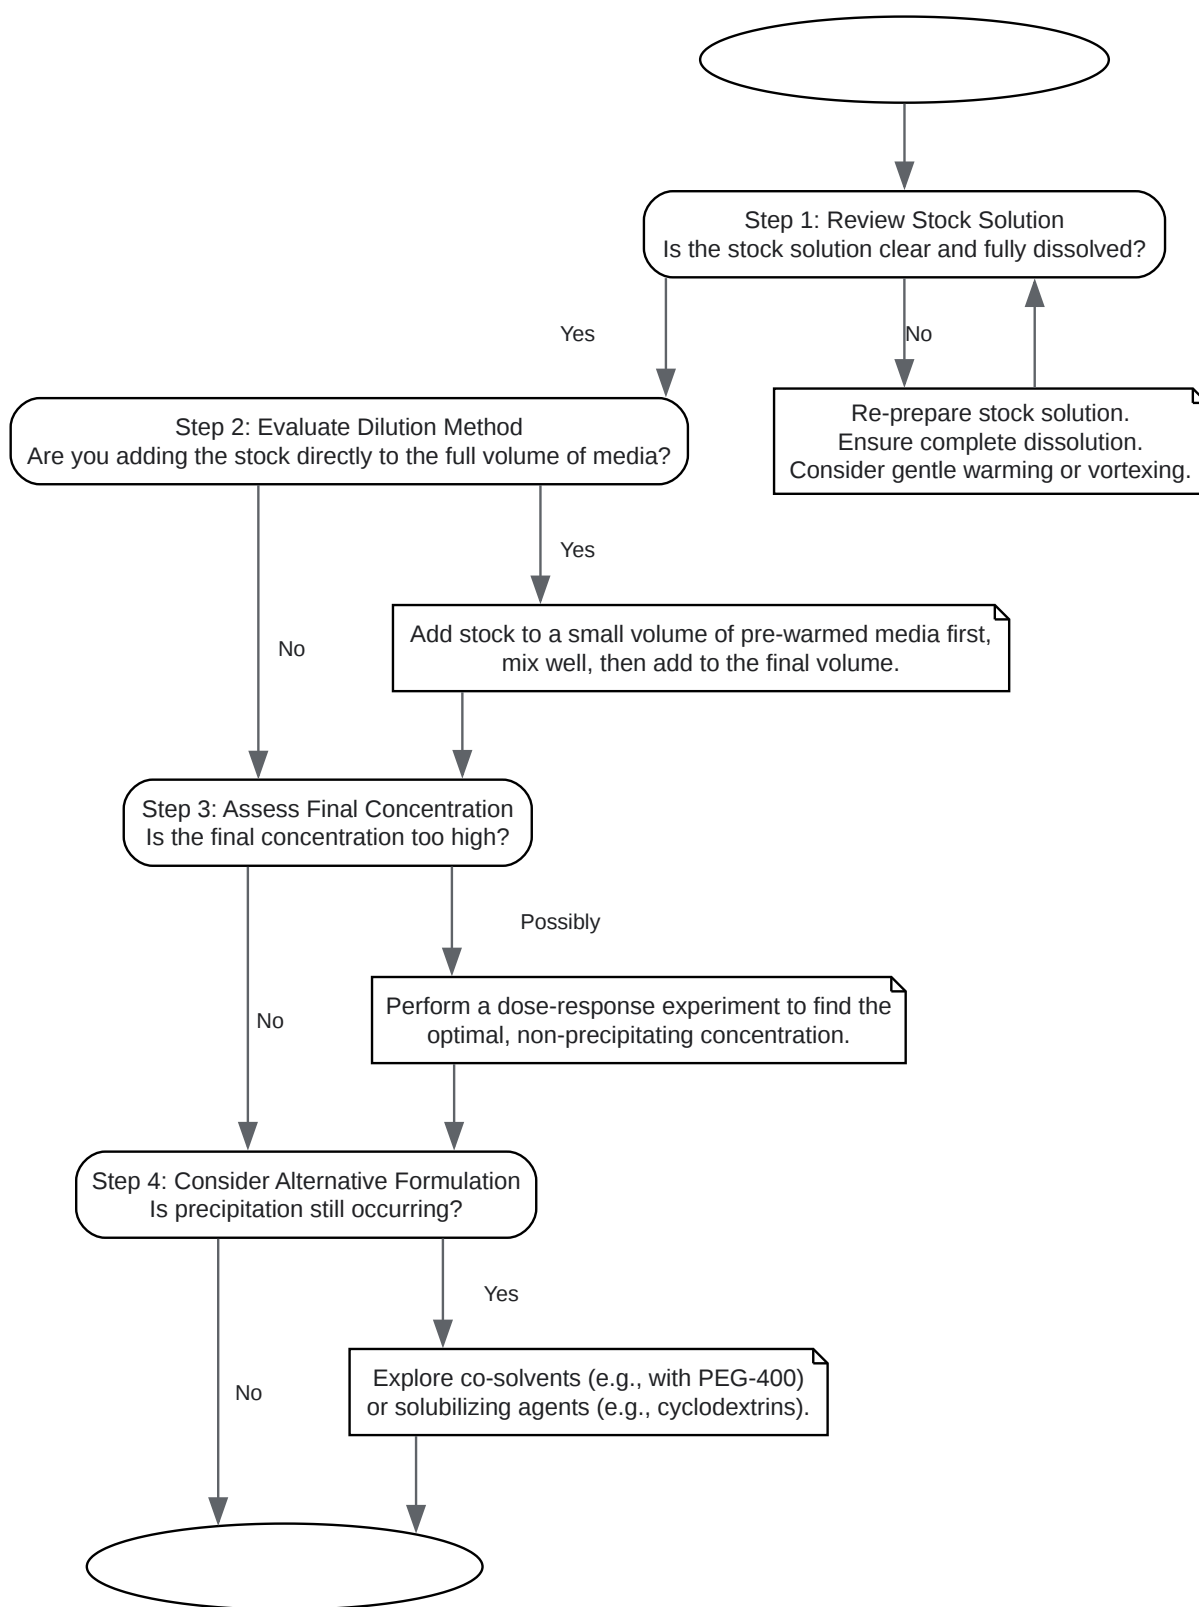 Step 1: Review Stock Solution
Is the stock solution clear and fully dissolved?
Yes
No
Re-prepare stock solution.
Ensure complete dissolution.
Consider gentle warming or vortexing.
Step 2: Evaluate Dilution Method
Are you adding the stock directly to the full volume of media?
Yes
No
Add stock to a small volume of pre-warmed media first,
mix well, then add to the final volume.
Step 3: Assess Final Concentration
Is the final concentration too high?
Possibly
No
Perform a dose-response experiment to find the
optimal, non-precipitating concentration.
Step 4: Consider Alternative Formulation
Is precipitation still occurring?
Yes
No
Explore co-solvents (e.g., with PEG-400)
or solubilizing agents (e.g., cyclodextrins).